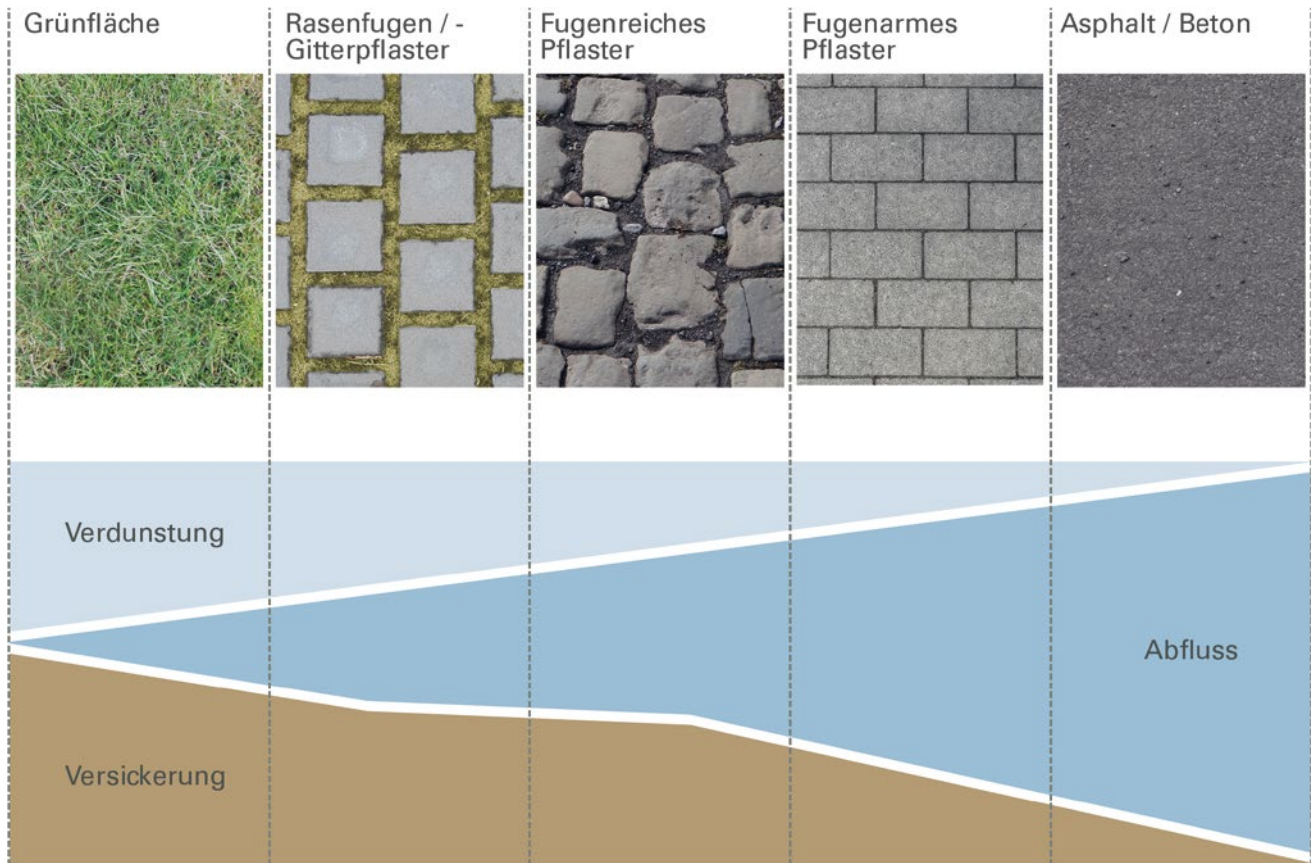 Grünfläche
Rasenfugen / -
Gitterpflaster
Fugenreiches
Pflaster
Fugenarmes
Pflaster
Asphalt / Beton
Verdunstung
Abfluss
Versickerung